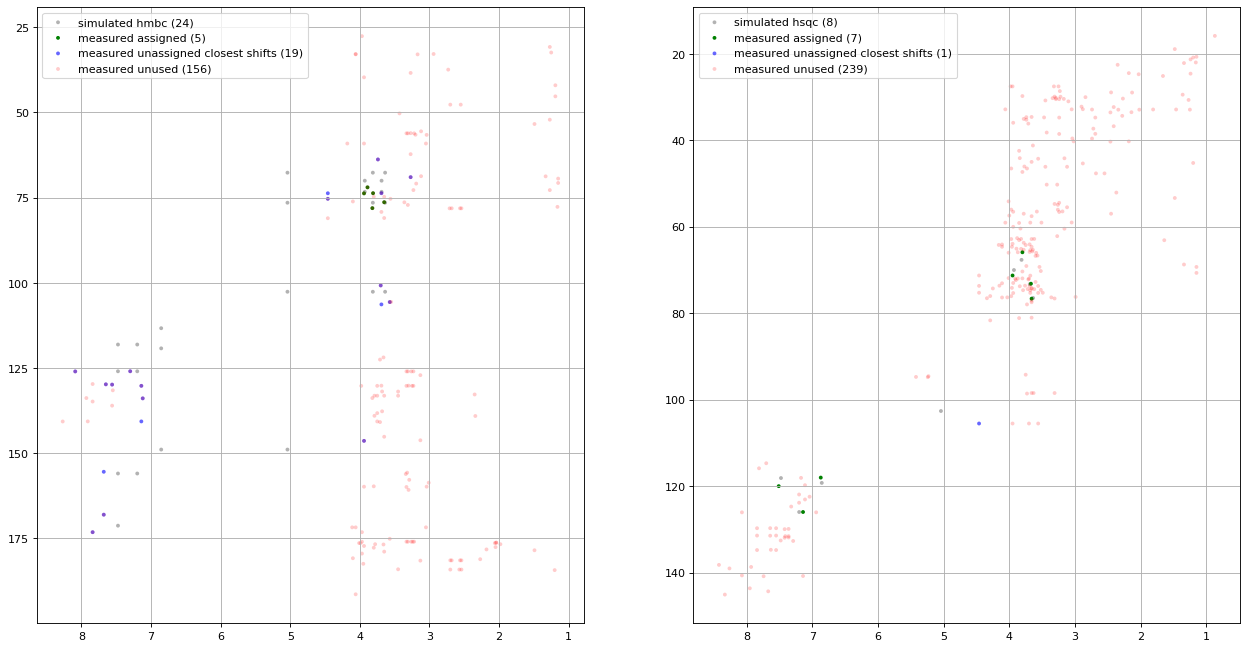 simulated hmbc (24)
measured assigned (5)
measured unassigned closest shifts (19)
measured unused (156)
25
50
75
100
125
150
175
8 7 6 5 4 3 2 1
simulated hsqc (8)
measured assigned (7)
measured unassigned closest shifts (1)
measured unused (239)
20
40
60
80
100
120
140
8 7 6 5 4 3 2 1